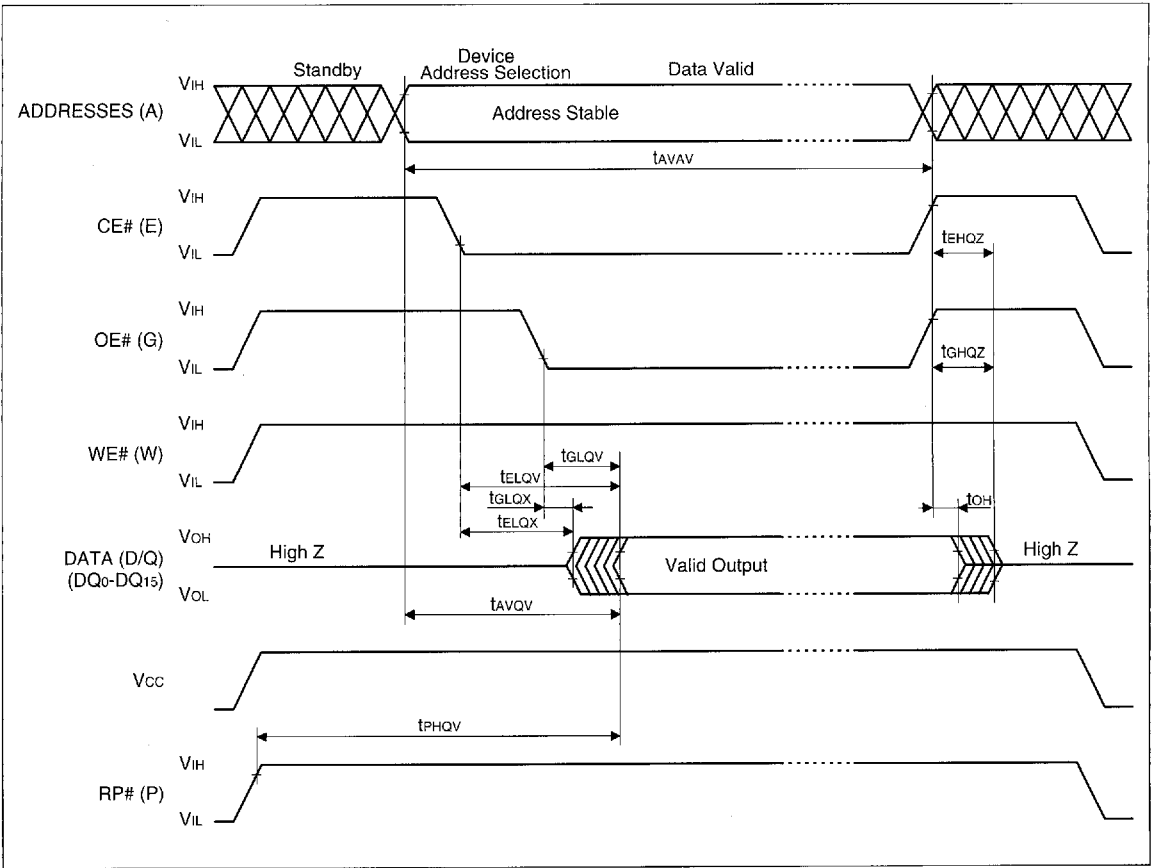 Device
Standby Address Selection Data Valid
VIH
ADDRESSES (A) Address Stable
VIL
tAVAV
VIH
CE# (E)
VIL tEHQZ
VIH
OE# (G)
VIL tGHQZ
VIH
WE# (W)
VIL tGLQV
tELQV
tGLQX tOH
tELQX
VOH
High Z Valid Output High Z
DATA (D/Q)
(DQ0-DQ15)
VOL
tAVQV
VCC
tPHQV
VIH
RP# (P)
VIL